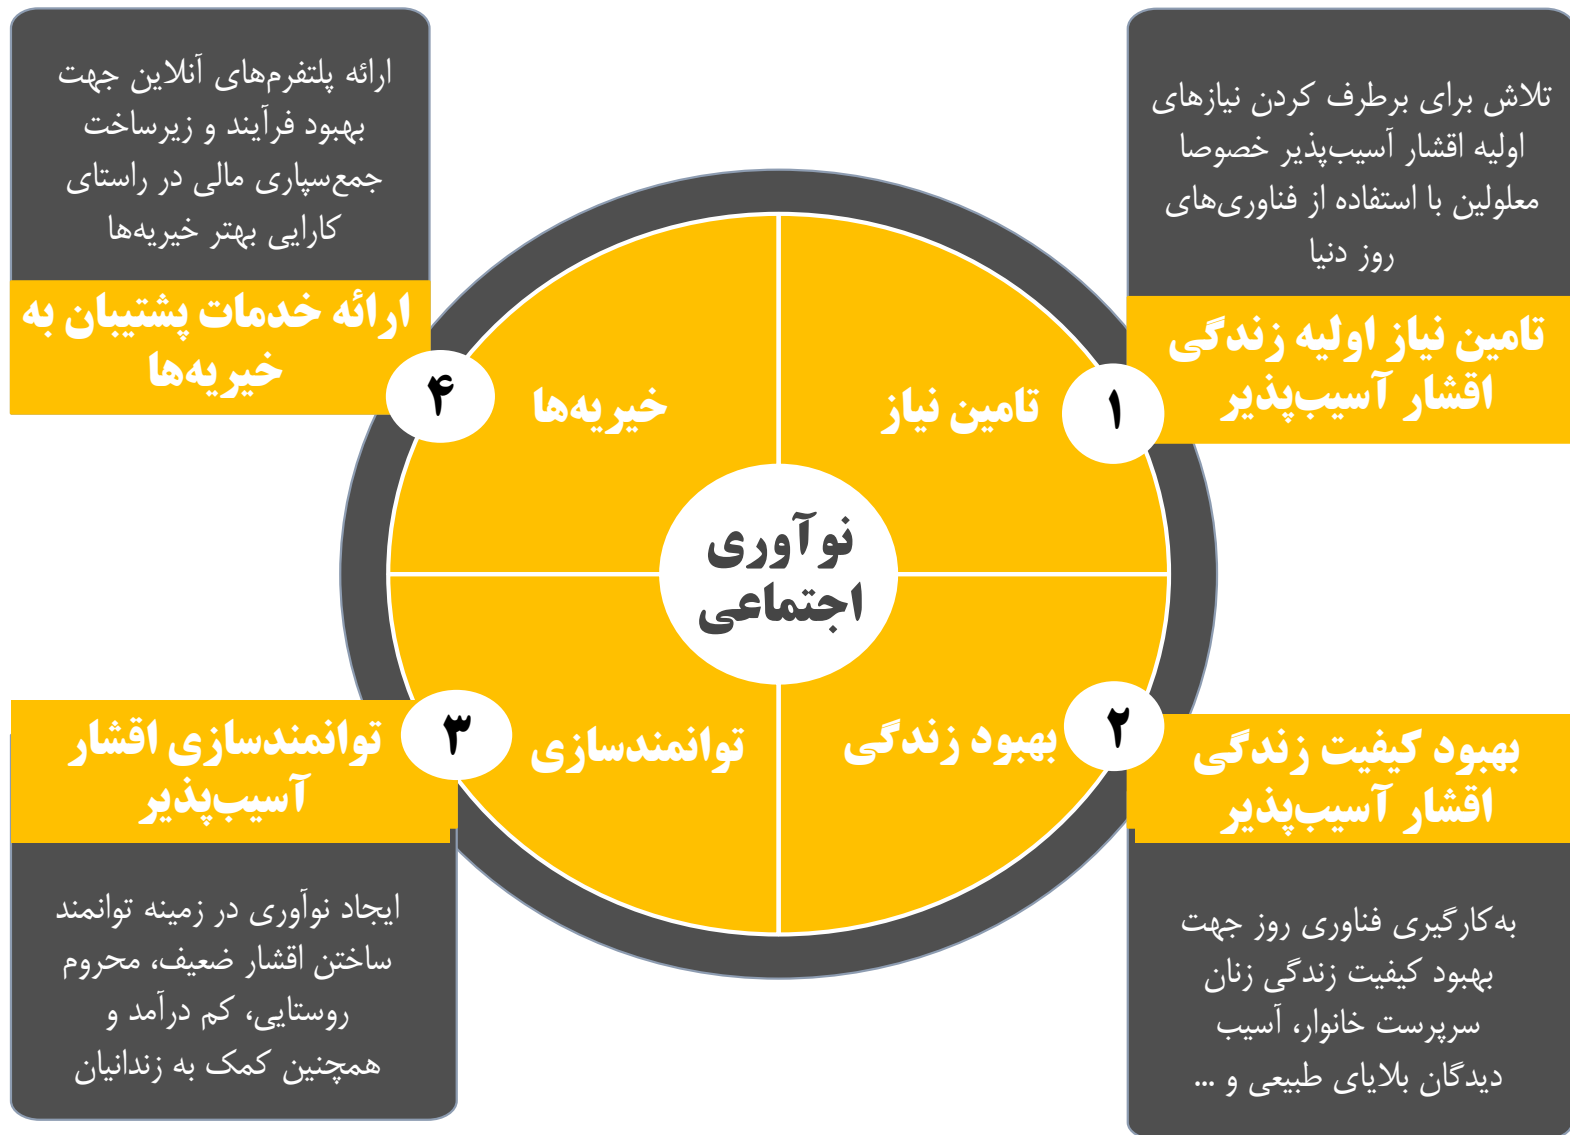 تلاش برای برطرف کردن نیازهای
اولیه اقشار آسیب‌پذیر خصوصا
معلولین با استفاده از فناوری‌های
روز دنیا
تامین نیاز اولیه زندگی
اقشار آسیب‌پذیر
۱
تامین نیاز
ارائه پلتفرم‌های آنلاین جهت
بهبود فرآیند و زیرساخت
جمع‌سپاری مالی در راستای
کارایی بهتر خیریه‌ها
ارائه خدمات پشتیبان به
خیریه‌ها
۴
خیریه‌ها
نوآوری
اجتماعی
بهبود کیفیت زندگی
اقشار آسیب‌پذیر
۲
بهبود زندگی
به‌کارگیری فناوری روز جهت
بهبود کیفیت زندگی زنان
سرپرست خانوار، آسیب
دیدگان بلایای طبیعی و ...
توانمندسازی
۳
توانمندسازی اقشار
آسیب‌پذیر
ایجاد نوآوری در زمینه توانمند
ساختن اقشار ضعیف، محروم
روستایی، کم درآمد و
همچنین کمک به زندانیان